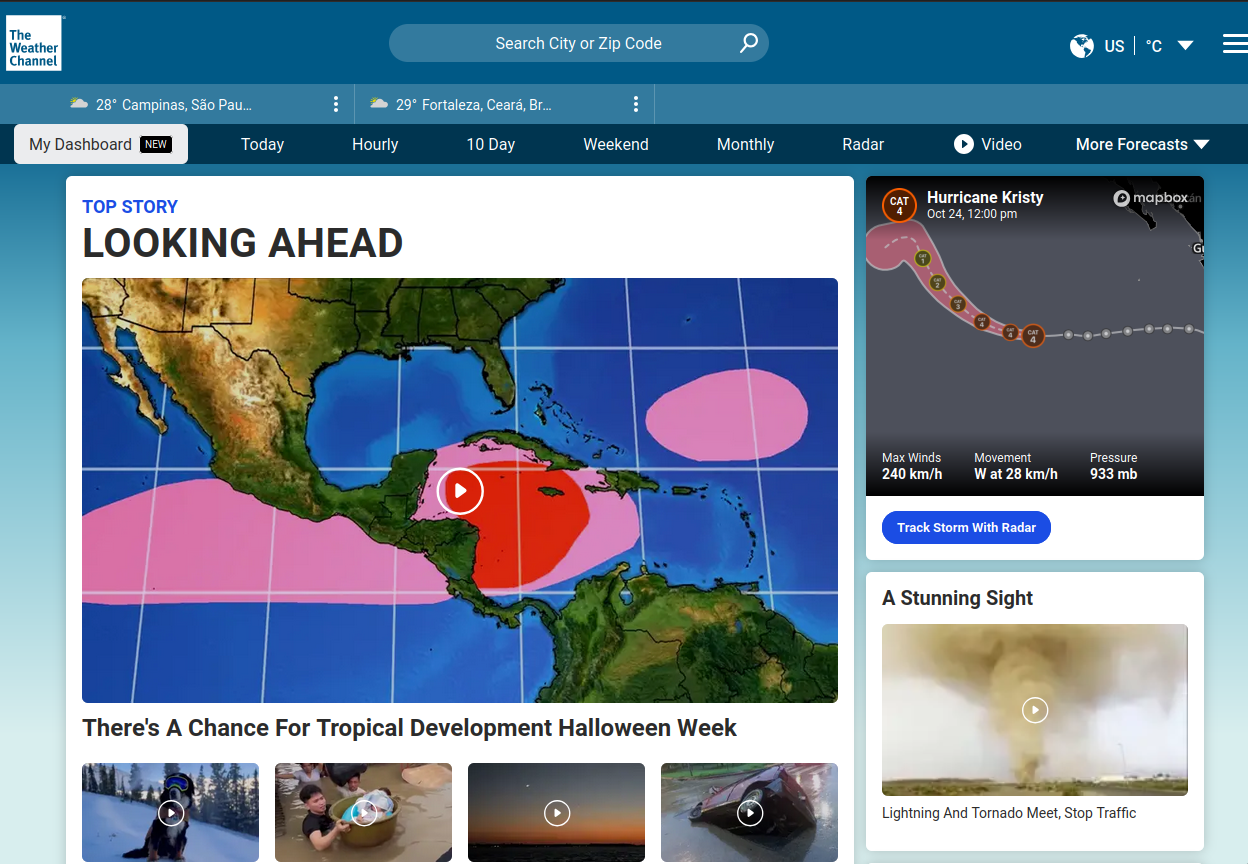 The
Weather
Channel
Search City or Zip Code
US
°C
28° Campinas, São Pau...
29° Fortaleza, Ceará, Br...
My Dashboard NEW
Today
Hourly
10 Day
Weekend
Monthly
Radar
Video
More Forecasts
TOP STORY
LOOKING AHEAD
There's A Chance For Tropical Development Halloween Week
CAT
4
Hurricane Kristy
Oct 24, 12:00 pm
mapbox
án
Gu
CAT
1
CAT
2
CAT
3
CAT
4
CAT
4
CAT
4
Max Winds
240 km/h
Movement
W at 28 km/h
Pressure
933 mb
Track Storm With Radar
A Stunning Sight
Lightning And Tornado Meet, Stop Traffic